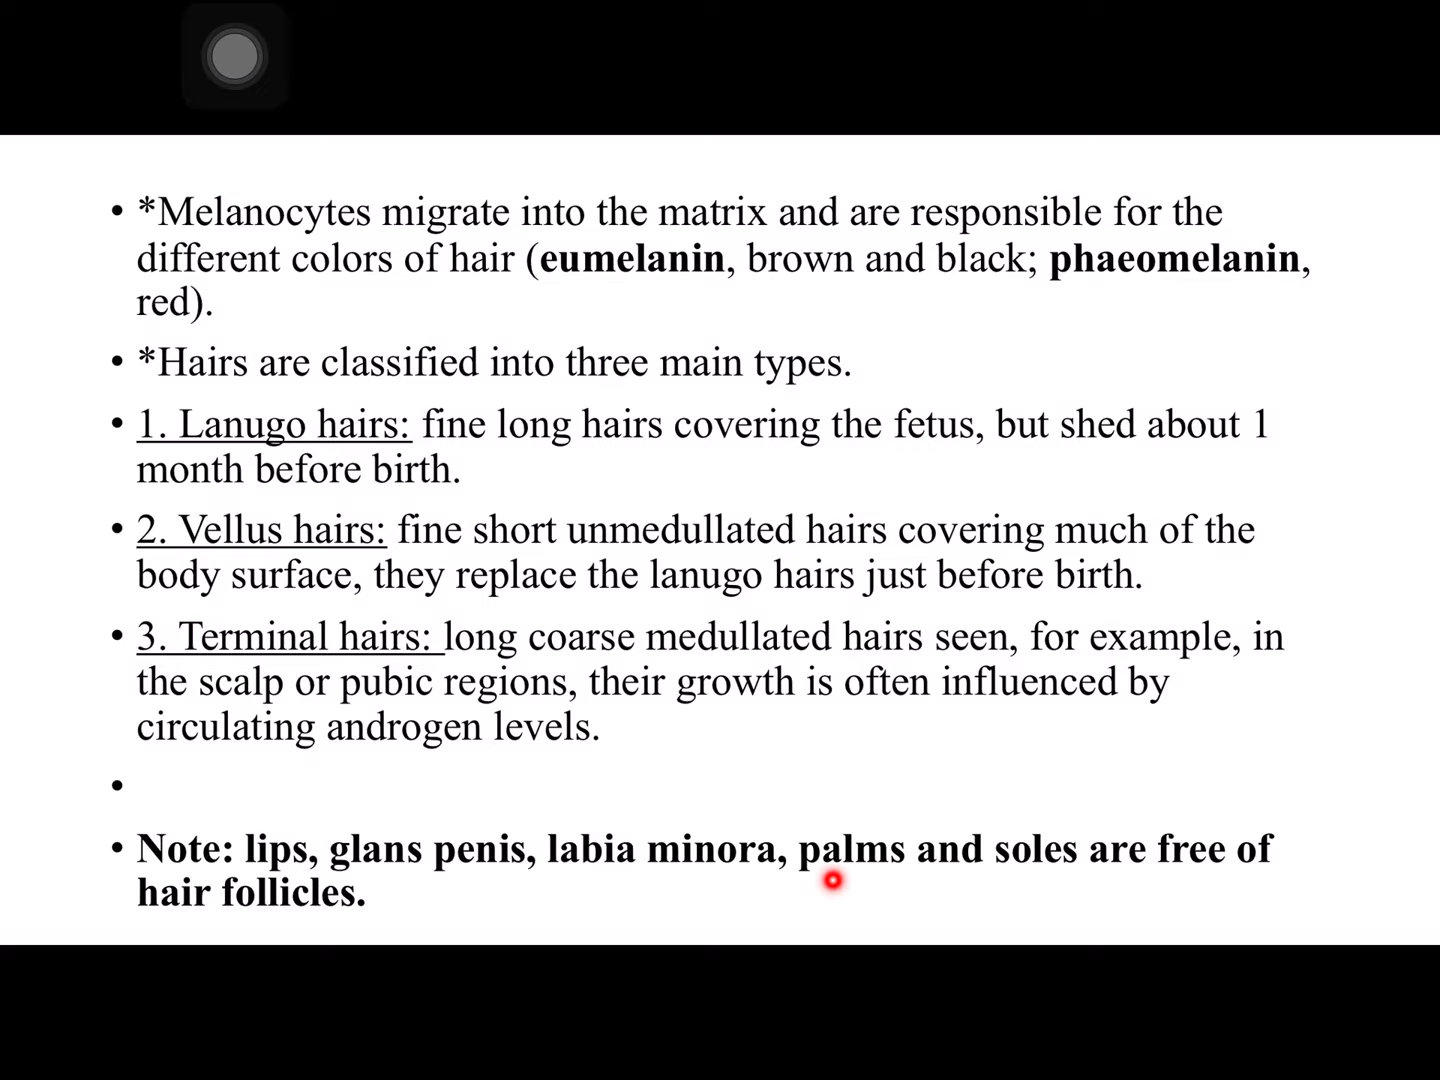 • *Melanocytes migrate into the matrix and are responsible for the
different colors of hair (eumelanin, brown and black; phaeomelanin,
red).
• *Hairs are classified into three main types.
• 1. Lanugo hairs: fine long hairs covering the fetus, but shed about 1
month before birth.
• 2. Vellus hairs: fine short unmedullated hairs covering much of the
body surface, they replace the lanugo hairs just before birth.
• 3. Terminal hairs: long coarse medullated hairs seen, for example, in
the scalp or pubic regions, their growth is often influenced by
circulating androgen levels.
•
• Note: lips, glans penis, labia minora, palms and soles are free of
hair follicles.